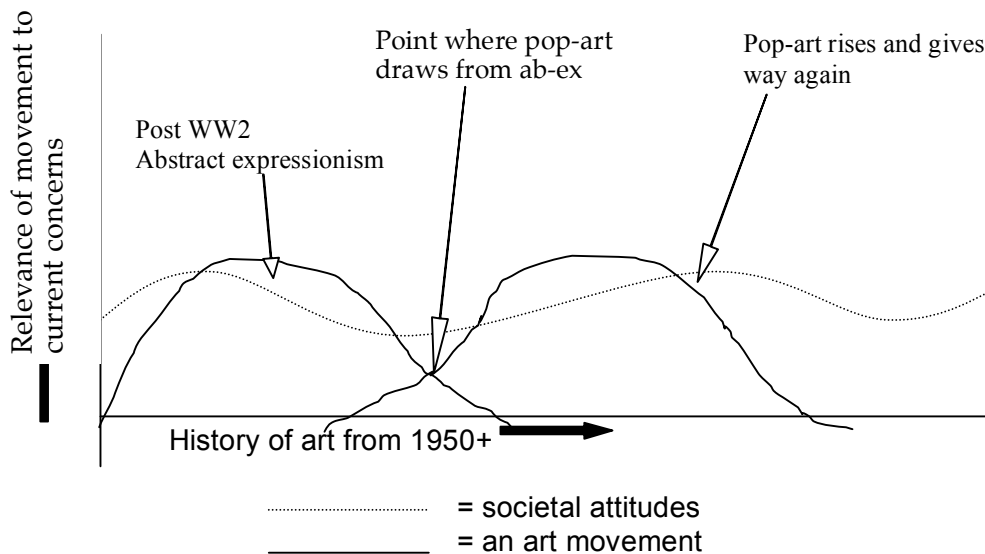 Relevance of movement to
current concerns
Post WW2
Abstract expressionism
Point where pop-art
draws from ab-ex
Pop-art rises and gives
way again
History of art from 1950+
= societal attitudes
= an art movement